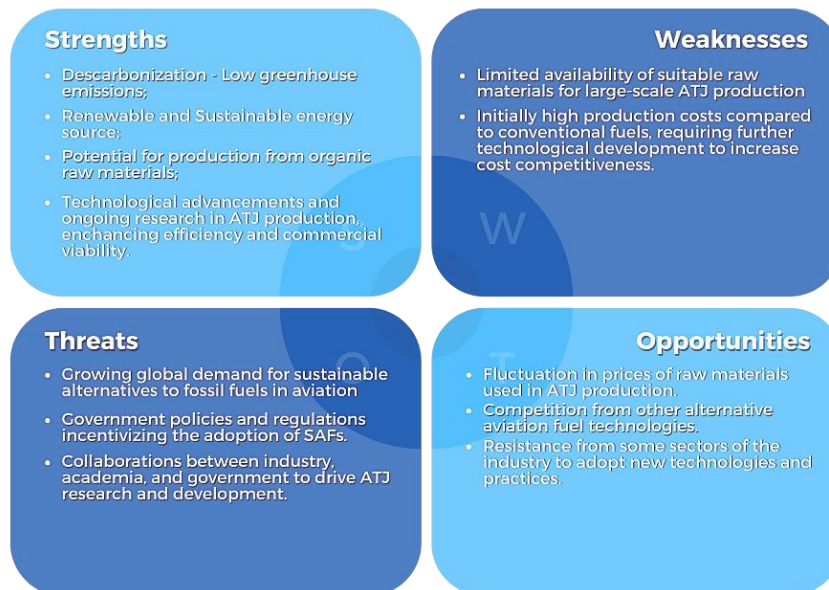 Strengths
• Descarbonization - Low greenhouse
emissions;
• Renewable and Sustainable energy
source;
• Potential for production from organic
raw materials;
• Technological advancements and
ongoing research in ATJ production,
enchancing efficiency and commercial
viability.
S
Weaknesses
• Limited availability of suitable raw
materials for large-scale ATJ production
• Initially high production costs compared
to conventional fuels, requiring further
technological development to increase
cost competitiveness.
W
Threats
• Growing global demand for sustainable
alternatives to fossil fuels in aviation
• Government policies and regulations
incentivizing the adoption of SAFs.
• Collaborations between industry,
academia, and government to drive ATJ
research and development.
O
Opportunities
• Fluctuation in prices of raw materials
used in ATJ production.
• Competition from other alternative
aviation fuel technologies.
• Resistance from some sectors of the
industry to adopt new technologies and
practices.
T